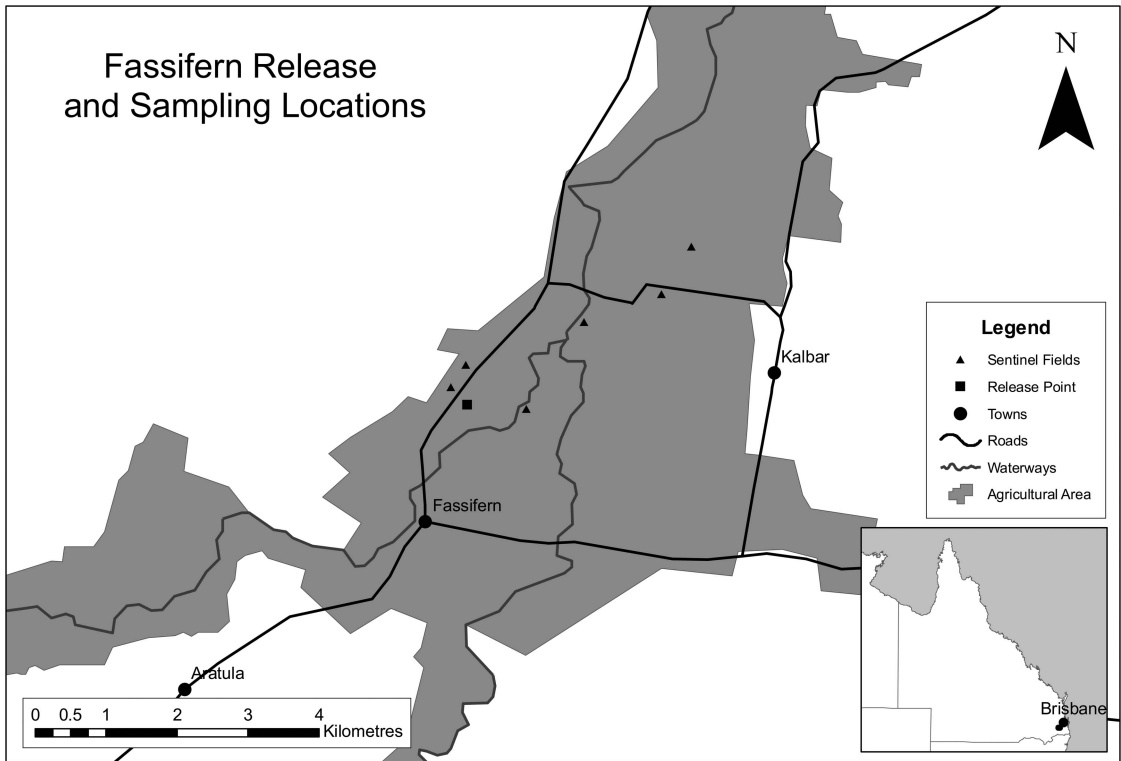 Fassifern Release
and Sampling Locations
N
Legend
Sentinel Fields
Release Point
Towns
Roads
Waterways
Agricultural Area
Kalbar
Fassifern
Aratula
0 0.5 1 2 3 4
Kilometres
Brisbane